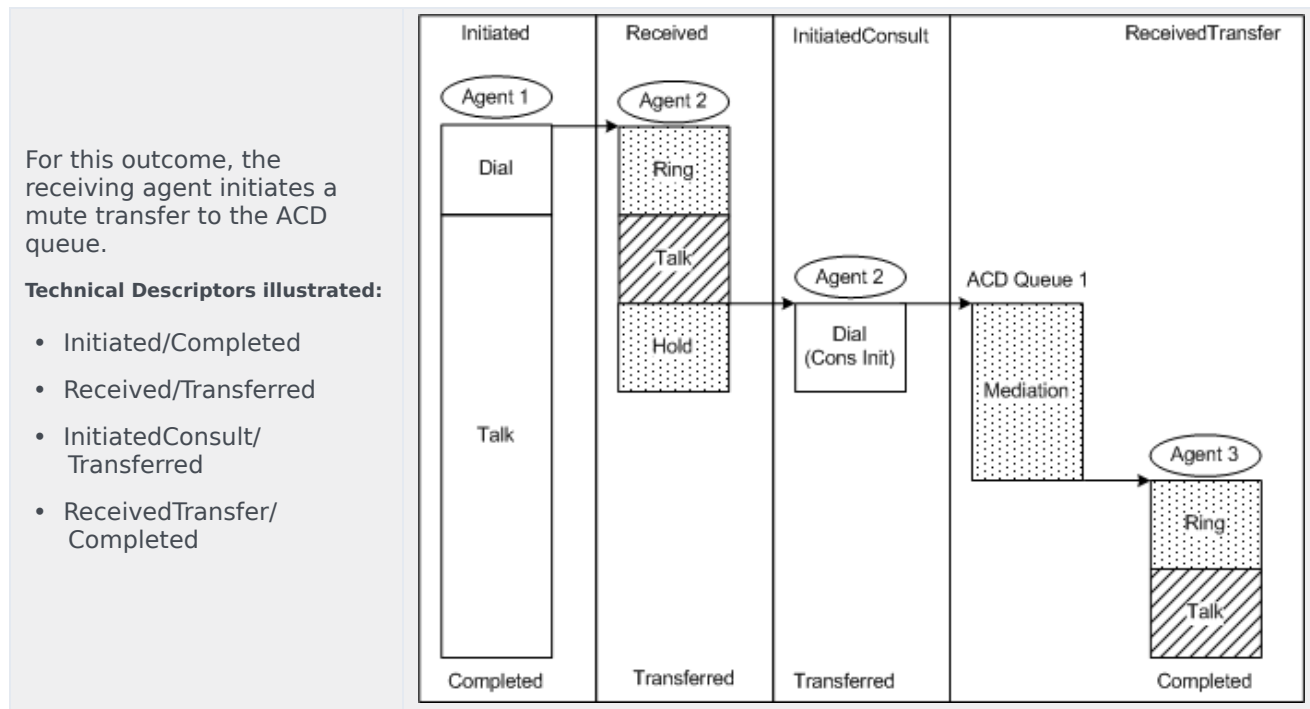 For this outcome, the
receiving agent initiates a
mute transfer to the ACD
queue.
Technical Descriptors illustrated:
• Initiated/Completed
• Received/Transferred
• InitiatedConsult/
Transferred
• ReceivedTransfer/
Completed
Initiated
Received
InitiatedConsult
ReceivedTransfer
Agent 1
Agent 2
Dial
Ring
Talk
Agent 2
ACD Queue 1
Hold
Dial
(Cons Init)
Mediation
Talk
Agent 3
Ring
Talk
Completed
Transferred
Transferred
Completed